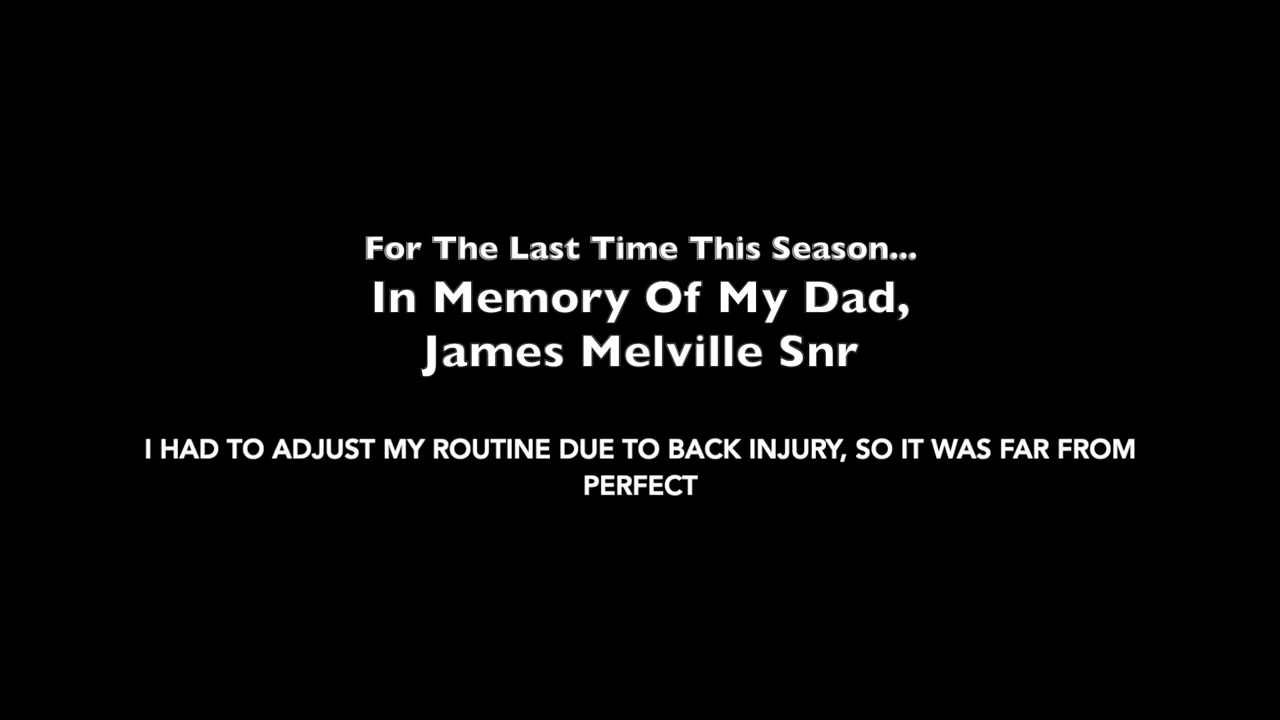 For The Last Time This Season...
In Memory Of My Dad,
James Melville Snr
I HAD TO ADJUST MY ROUTINE DUE TO BACK INJURY, SO IT WAS FAR FROM
PERFECT